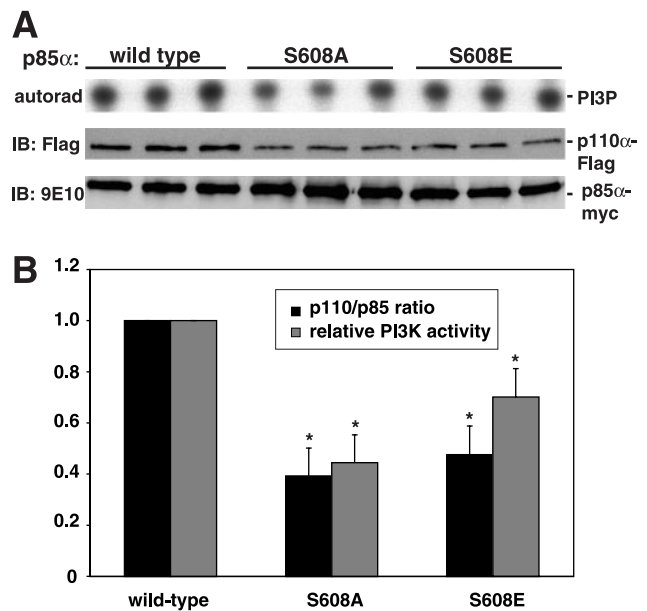 A
p85α: wild type S608A S608E
autorad - PI3P
IB: Flag - p110α-
Flag
IB: 9E10 - p85α-
myc
B
1.2
1.0
0.8
0.6
0.4
0.2
0
p110/p85 ratio
relative PI3K activity
* * * *
wild-type S608A S608E